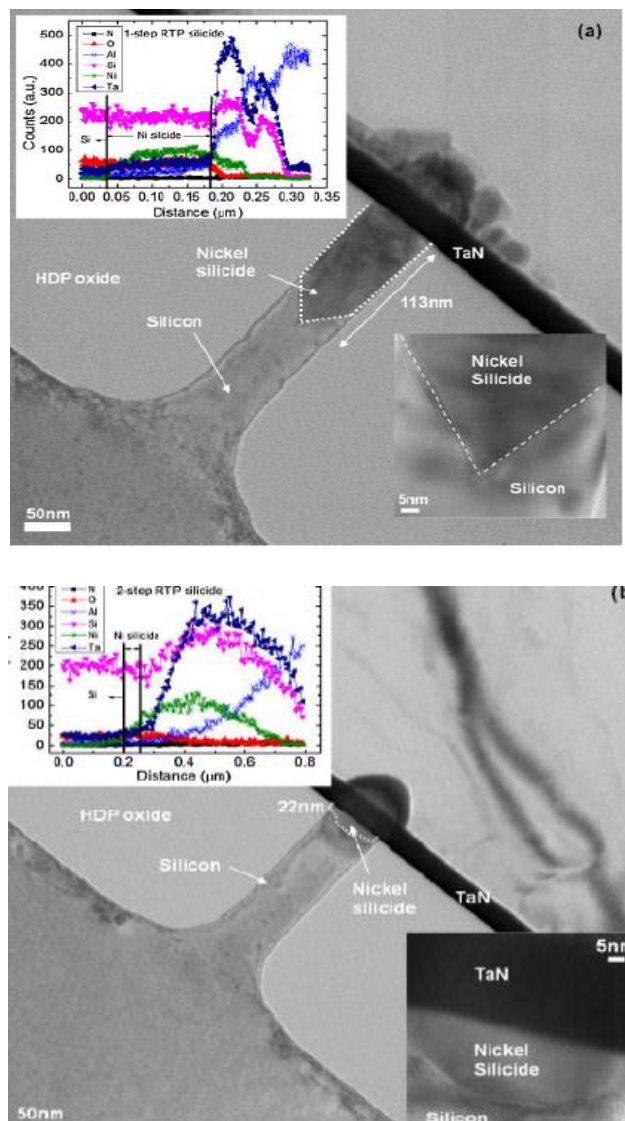 (a)
1-step RTP silicide
N
O
Al
Si
Ni
Ta
500
400
300
200
100
0
Counts (a.u.)
Si
Ni silcide
0.00 0.05 0.10 0.15 0.20 0.25 0.30
Distance (μm)
HDP oxide
Nickel
silicide
Silicon
TaN
113nm
Nickel
Silicide
Silicon
5nm
50nm
(b
2-step RTP silicide
N
O
Al
Si
Ni
Ta
350
300
250
200
150
100
50
0
Ni silicide
Si
0.0 0.2 0.4 0.6 0.8
Distance (μm)
HDP oxide
22nm
Silicon
Nickel
silicide
TaN
5nm
TaN
Nickel
Silicide
Silicon
50nm